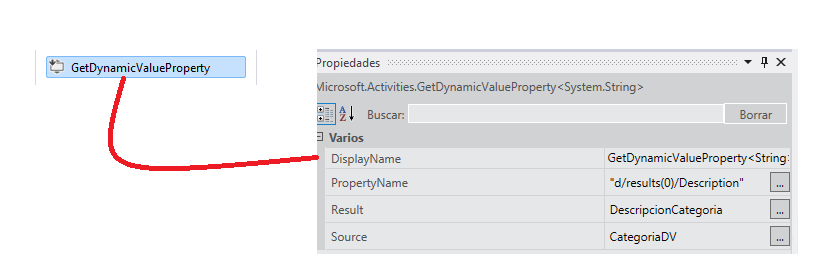 GetDynamicValueProperty
Propiedades
Microsoft.Activities.GetDynamicValueProperty<System.String>
Buscar:
Borrar
Varios
DisplayName GetDynamicValueProperty<String>
PropertyName "d/results(0)/Description" ...
Result DescripcionCategoria ...
Source CategoriaDV ...